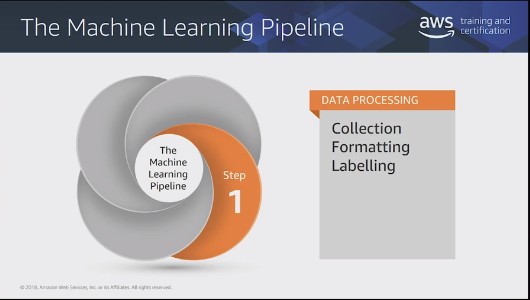 The Machine Learning Pipeline
aws
training and
certification
The
Machine
Learning
Pipeline
Step
1
DATA PROCESSING
Collection
Formatting
Labelling
© 2018, Amazon Web Services, Inc. or its Affiliates. All rights reserved.